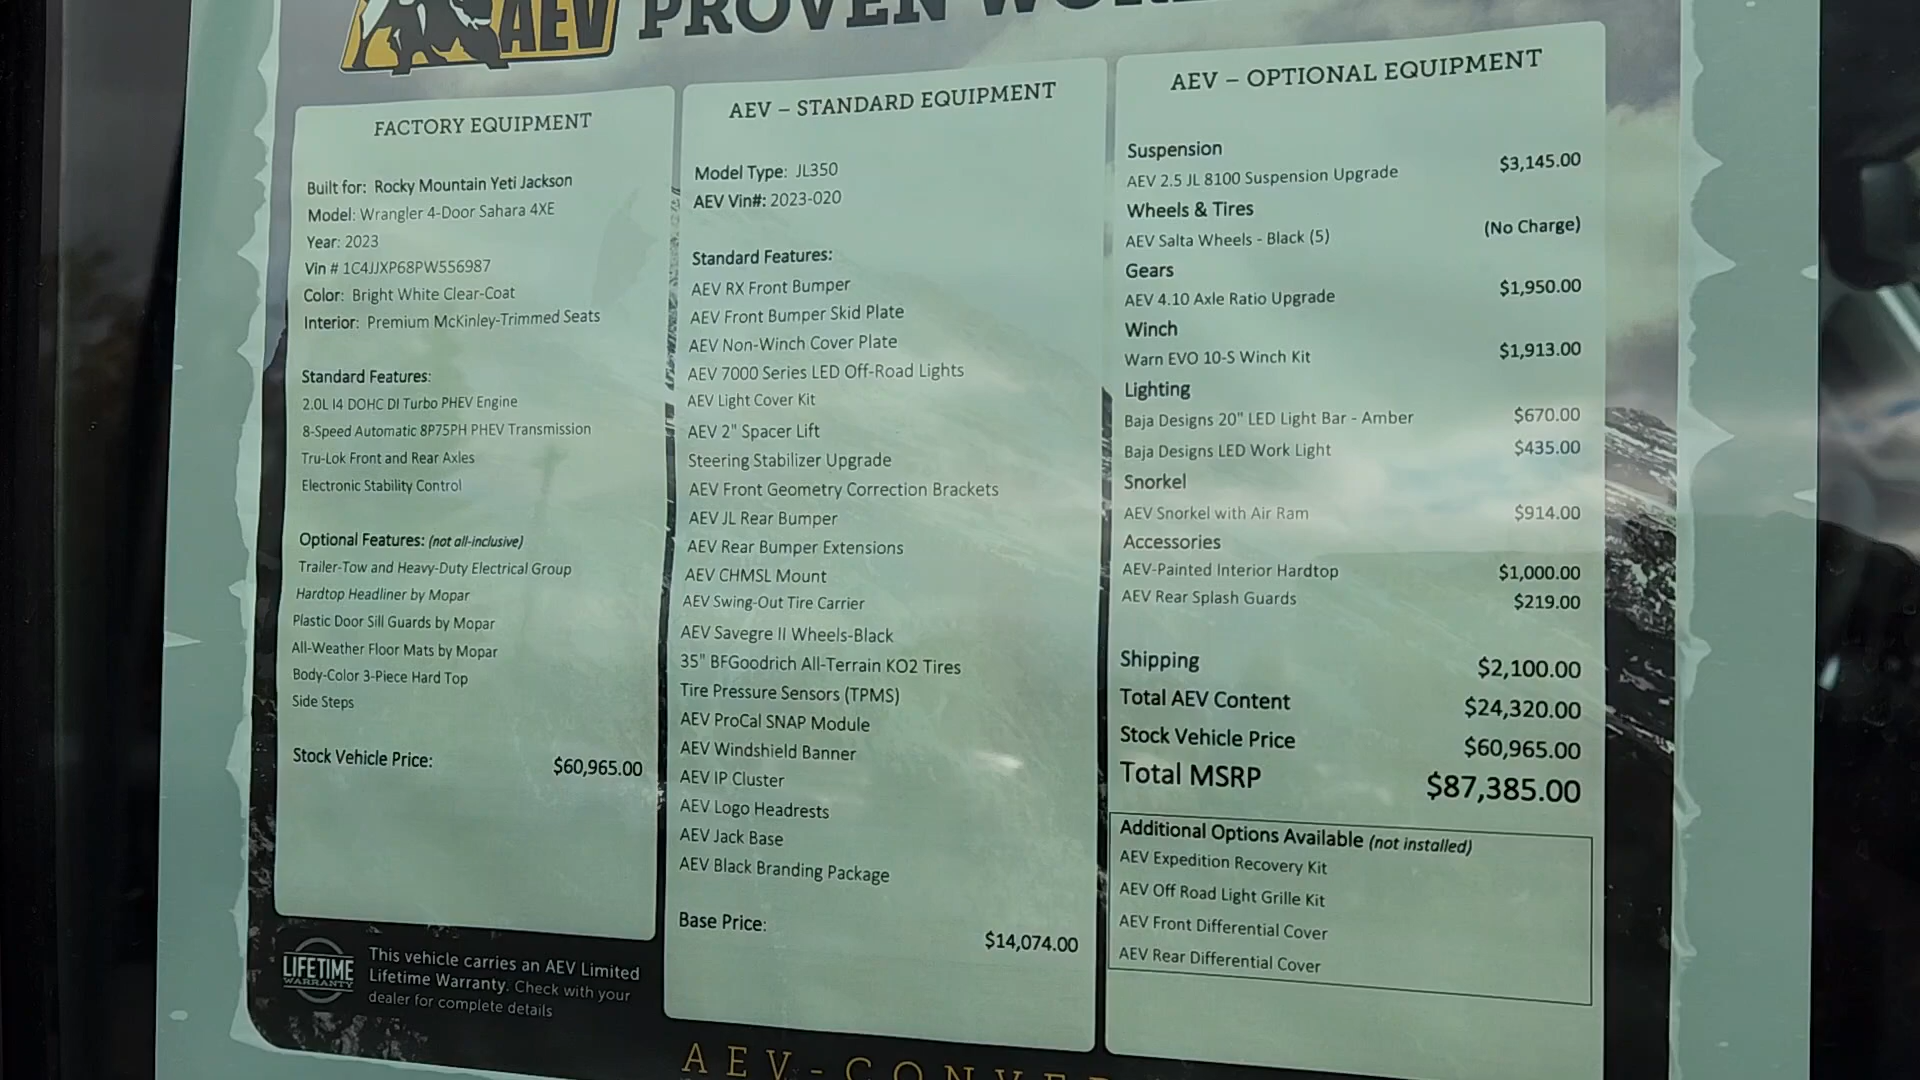 AEV PROVEN
FACTORY EQUIPMENT
Built for: Rocky Mountain Yeti Jackson
Model: Wrangler 4-Door Sahara 4XE
Year: 2023
Vin # 1C4JJXP68PW556987
Color: Bright White Clear-Coat
Interior: Premium McKinley-Trimmed Seats
Standard Features:
2.0L I4 DOHC DI Turbo PHEV Engine
8-Speed Automatic 8P75PH PHEV Transmission
Tru-Lok Front and Rear Axles
Electronic Stability Control
Optional Features: (not all-inclusive)
Trailer-Tow and Heavy-Duty Electrical Group
Hardtop Headliner by Mopar
Plastic Door Sill Guards by Mopar
All-Weather Floor Mats by Mopar
Body-Color 3-Piece Hard Top
Side Steps
Stock Vehicle Price: $60,965.00
LIFETIME
WARRANTY
This vehicle carries an AEV Limited
Lifetime Warranty. Check with your
dealer for complete details
AEV – STANDARD EQUIPMENT
Model Type: JL350
AEV Vin#: 2023-020
Standard Features:
AEV RX Front Bumper
AEV Front Bumper Skid Plate
AEV Non-Winch Cover Plate
AEV 7000 Series LED Off-Road Lights
AEV Light Cover Kit
AEV 2" Spacer Lift
Steering Stabilizer Upgrade
AEV Front Geometry Correction Brackets
AEV JL Rear Bumper
AEV Rear Bumper Extensions
AEV CHMSL Mount
AEV Swing-Out Tire Carrier
AEV Savegre II Wheels-Black
35" BFGoodrich All-Terrain KO2 Tires
Tire Pressure Sensors (TPMS)
AEV ProCal SNAP Module
AEV Windshield Banner
AEV IP Cluster
AEV Logo Headrests
AEV Jack Base
AEV Black Branding Package
Base Price: $14,074.00
AEV – OPTIONAL EQUIPMENT
Suspension
AEV 2.5 JL 8100 Suspension Upgrade $3,145.00
Wheels & Tires
AEV Salta Wheels - Black (5) (No Charge)
Gears
AEV 4.10 Axle Ratio Upgrade $1,950.00
Winch
Warn EVO 10-S Winch Kit $1,913.00
Lighting
Baja Designs 20" LED Light Bar - Amber $670.00
Baja Designs LED Work Light $435.00
Snorkel
AEV Snorkel with Air Ram $914.00
Accessories
AEV-Painted Interior Hardtop $1,000.00
AEV Rear Splash Guards $219.00
Shipping $2,100.00
Total AEV Content $24,320.00
Stock Vehicle Price $60,965.00
Total MSRP $87,385.00
Additional Options Available (not installed)
AEV Expedition Recovery Kit
AEV Off Road Light Grille Kit
AEV Front Differential Cover
AEV Rear Differential Cover